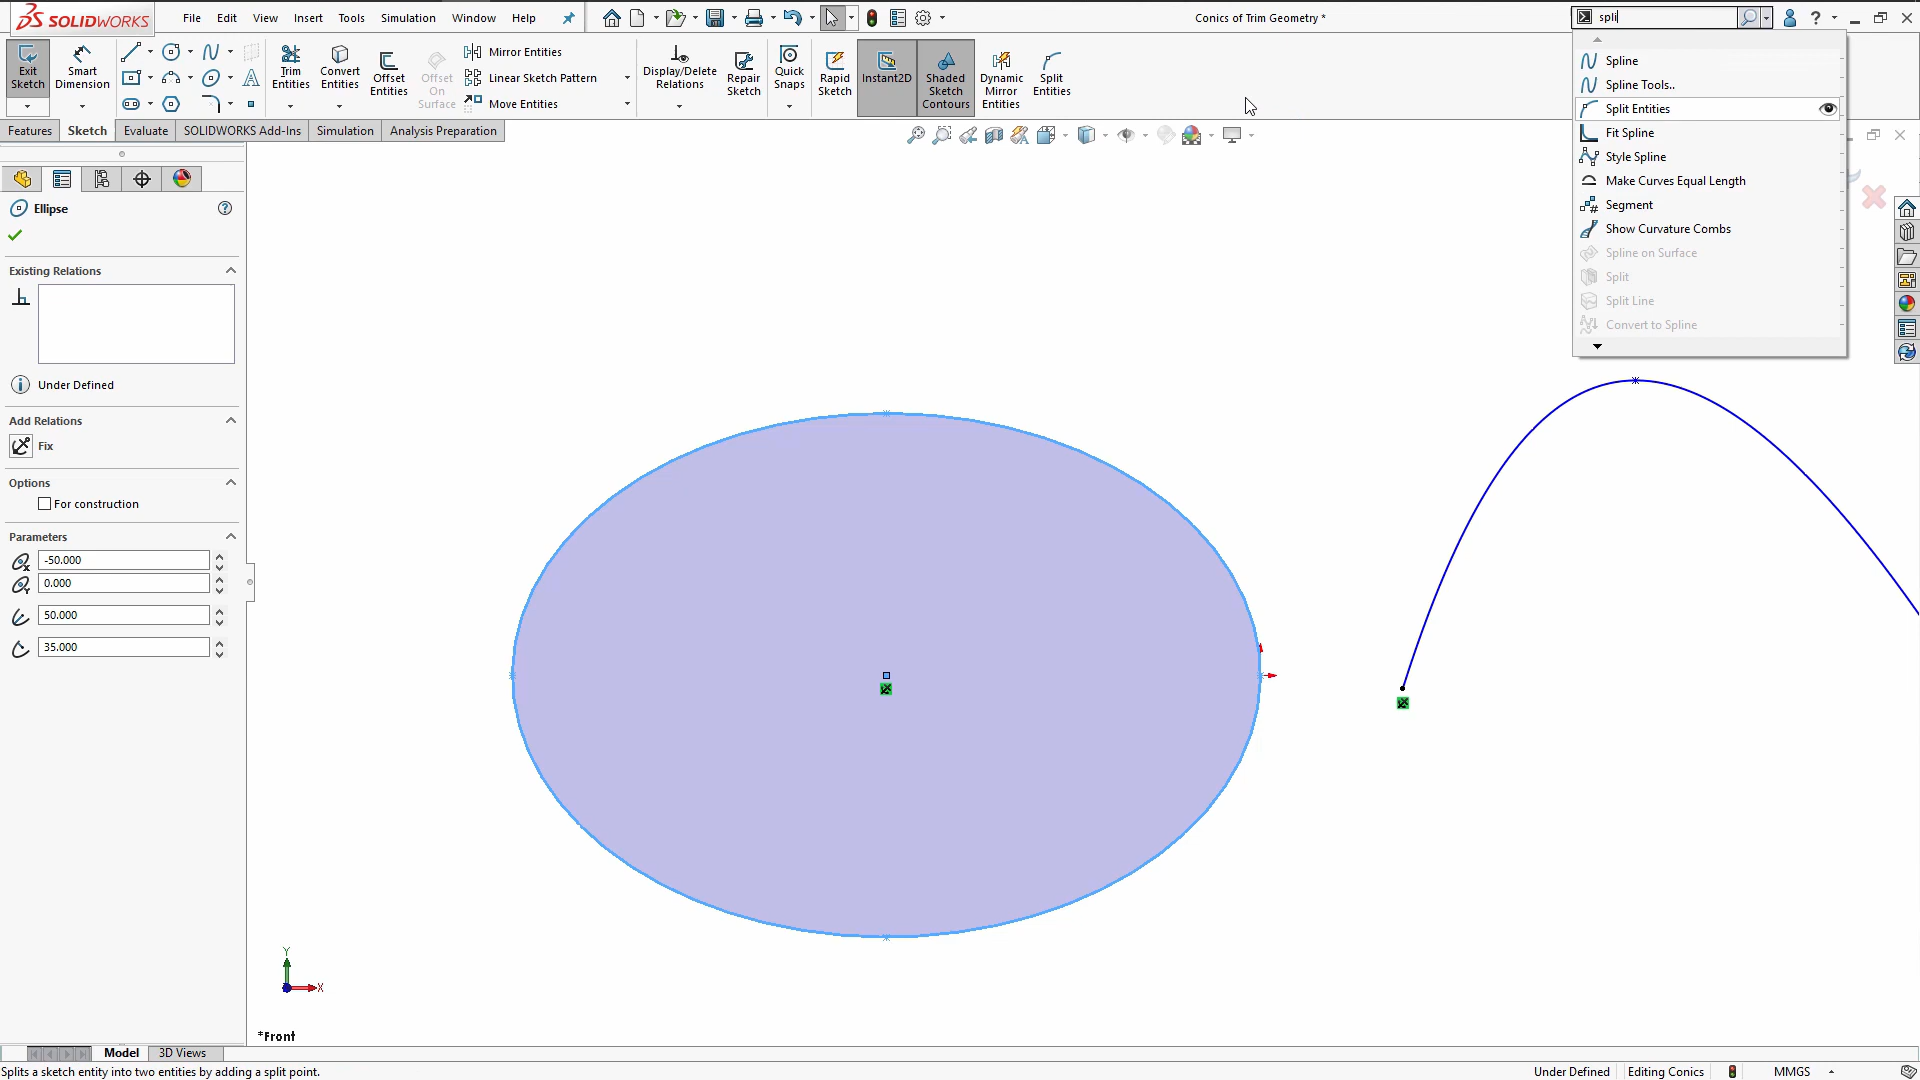 SOLIDWORKS
File Edit View Insert Tools Simulation Window Help
Conics of Trim Geometry *
spli
Exit Sketch
Smart Dimension
Trim Entities
Convert Entities
Offset Entities
Offset On Surface
Mirror Entities
Linear Sketch Pattern
Move Entities
Display/Delete Relations
Repair Sketch
Quick Snaps
Rapid Sketch
Instant2D
Shaded Sketch Contours
Dynamic Mirror Entities
Split Entities
Features Sketch Evaluate SOLIDWORKS Add-Ins Simulation Analysis Preparation
Spline
Spline Tools..
Split Entities
Fit Spline
Style Spline
Make Curves Equal Length
Segment
Show Curvature Combs
Spline on Surface
Split
Split Line
Convert to Spline
Ellipse
Existing Relations
Under Defined
Add Relations
Fix
Options
For construction
Parameters
-50.000
0.000
50.000
35.000
Y
X
*Front
Model 3D Views
Splits a sketch entity into two entities by adding a split point.
Under Defined Editing Conics MMGS